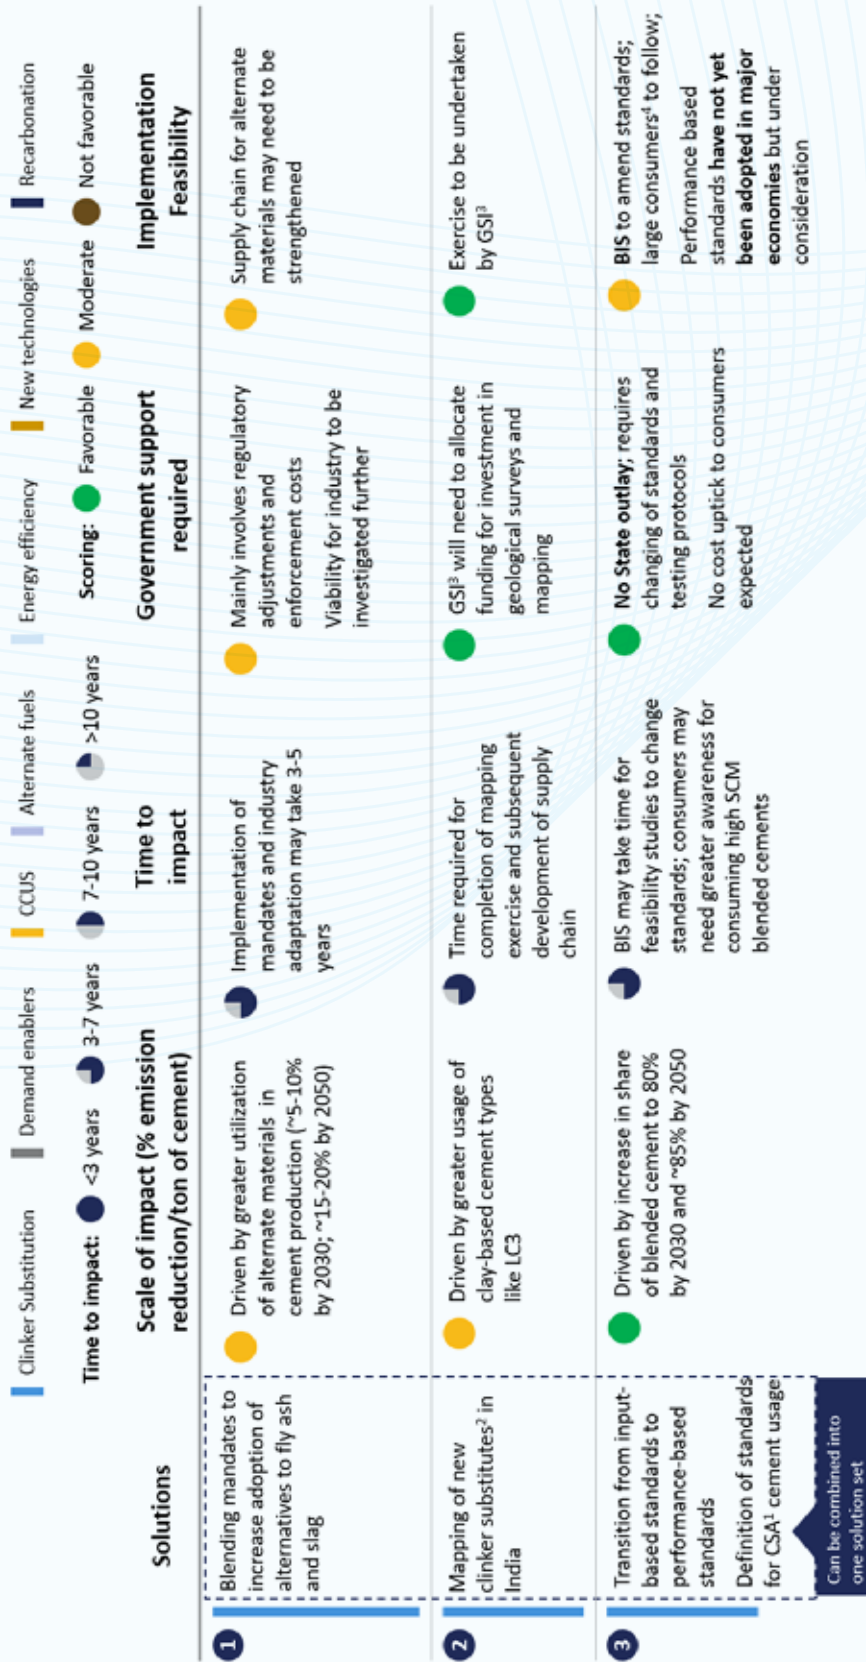 Clinker Substitution Demand enablers CCUS Alternate fuels Energy efficiency New technologies Recarbonation
Time to impact: <3 years 3-7 years 7-10 years >10 years Scoring: Favorable Moderate Not favorable
Solutions
Scale of impact (% emission
reduction/ton of cement)
Time to
impact
Government support
required
Implementation
Feasibility
1
Blending mandates to
increase adoption of
alternatives to fly ash
and slag
Driven by greater utilization
of alternate materials in
cement production (~5-10%
by 2030; ~15-20% by 2050)
Implementation of
mandates and industry
adaptation may take 3-5
years
Mainly involves regulatory
adjustments and
enforcement costs
Viability for industry to be
investigated further
Supply chain for alternate
materials may need to be
strengthened
2
Mapping of new
clinker substitutes² in
India
Driven by greater usage of
clay-based cement types
like LC3
Time required for
completion of mapping
exercise and subsequent
development of supply
chain
GSI³ will need to allocate
funding for investment in
geological surveys and
mapping
Exercise to be undertaken
by GSI³
3
Transition from input-
based standards to
performance-based
standards
Definition of standards
for CSA¹ cement usage
Driven by increase in share
of blended cement to 80%
by 2030 and ~85% by 2050
BIS may take time for
feasibility studies to change
standards; consumers may
need greater awareness for
consuming high SCM
blended cements
No State outlay; requires
changing of standards and
testing protocols
No cost uptick to consumers
expected
BIS to amend standards;
large consumers⁴ to follow;
Performance based
standards have not yet
been adopted in major
economies but under
consideration
Can be combined into
one solution set